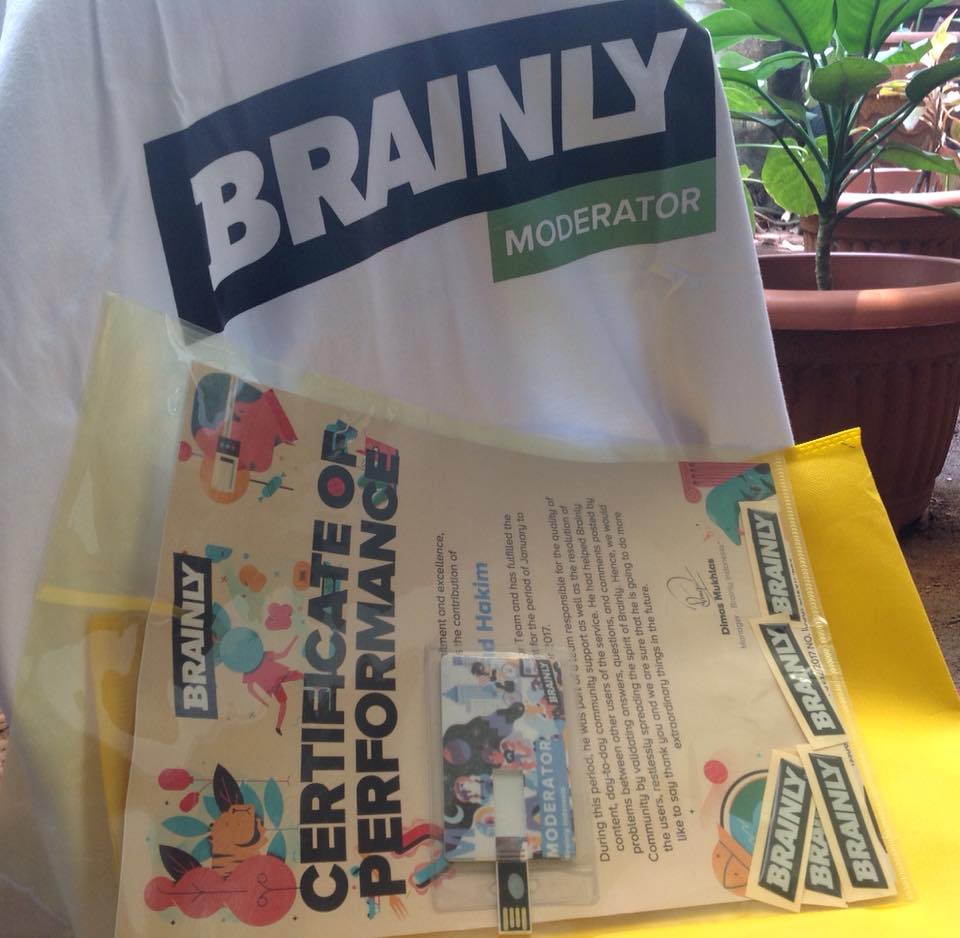 BRAINLY
MODERATOR
BRAINLY
CERTIFICATE OF
PERFORMANCE
and excellence,
the contribution of
Hakim
Team and has fulfilled the
for the period of January to
2017.
During this period, he was part of a team responsible for the quality of
content, day-to-day community support as well as the resolution of
problems between other users of the service. He had helped Brainly
Community by validating answers, questions, and comments posted by
the users, restlessly spreading the spirit of Brainly. Hence, we would
like to say thank you and we are sure that he is going to do more
extraordinary things in the future.
Dimas Mukhlas
Manager - Brainly Indonesia
2017 NO.
MODERATOR
BRAINLY
BRAINLY
BRAINLY
BRAINLY
BRAINLY